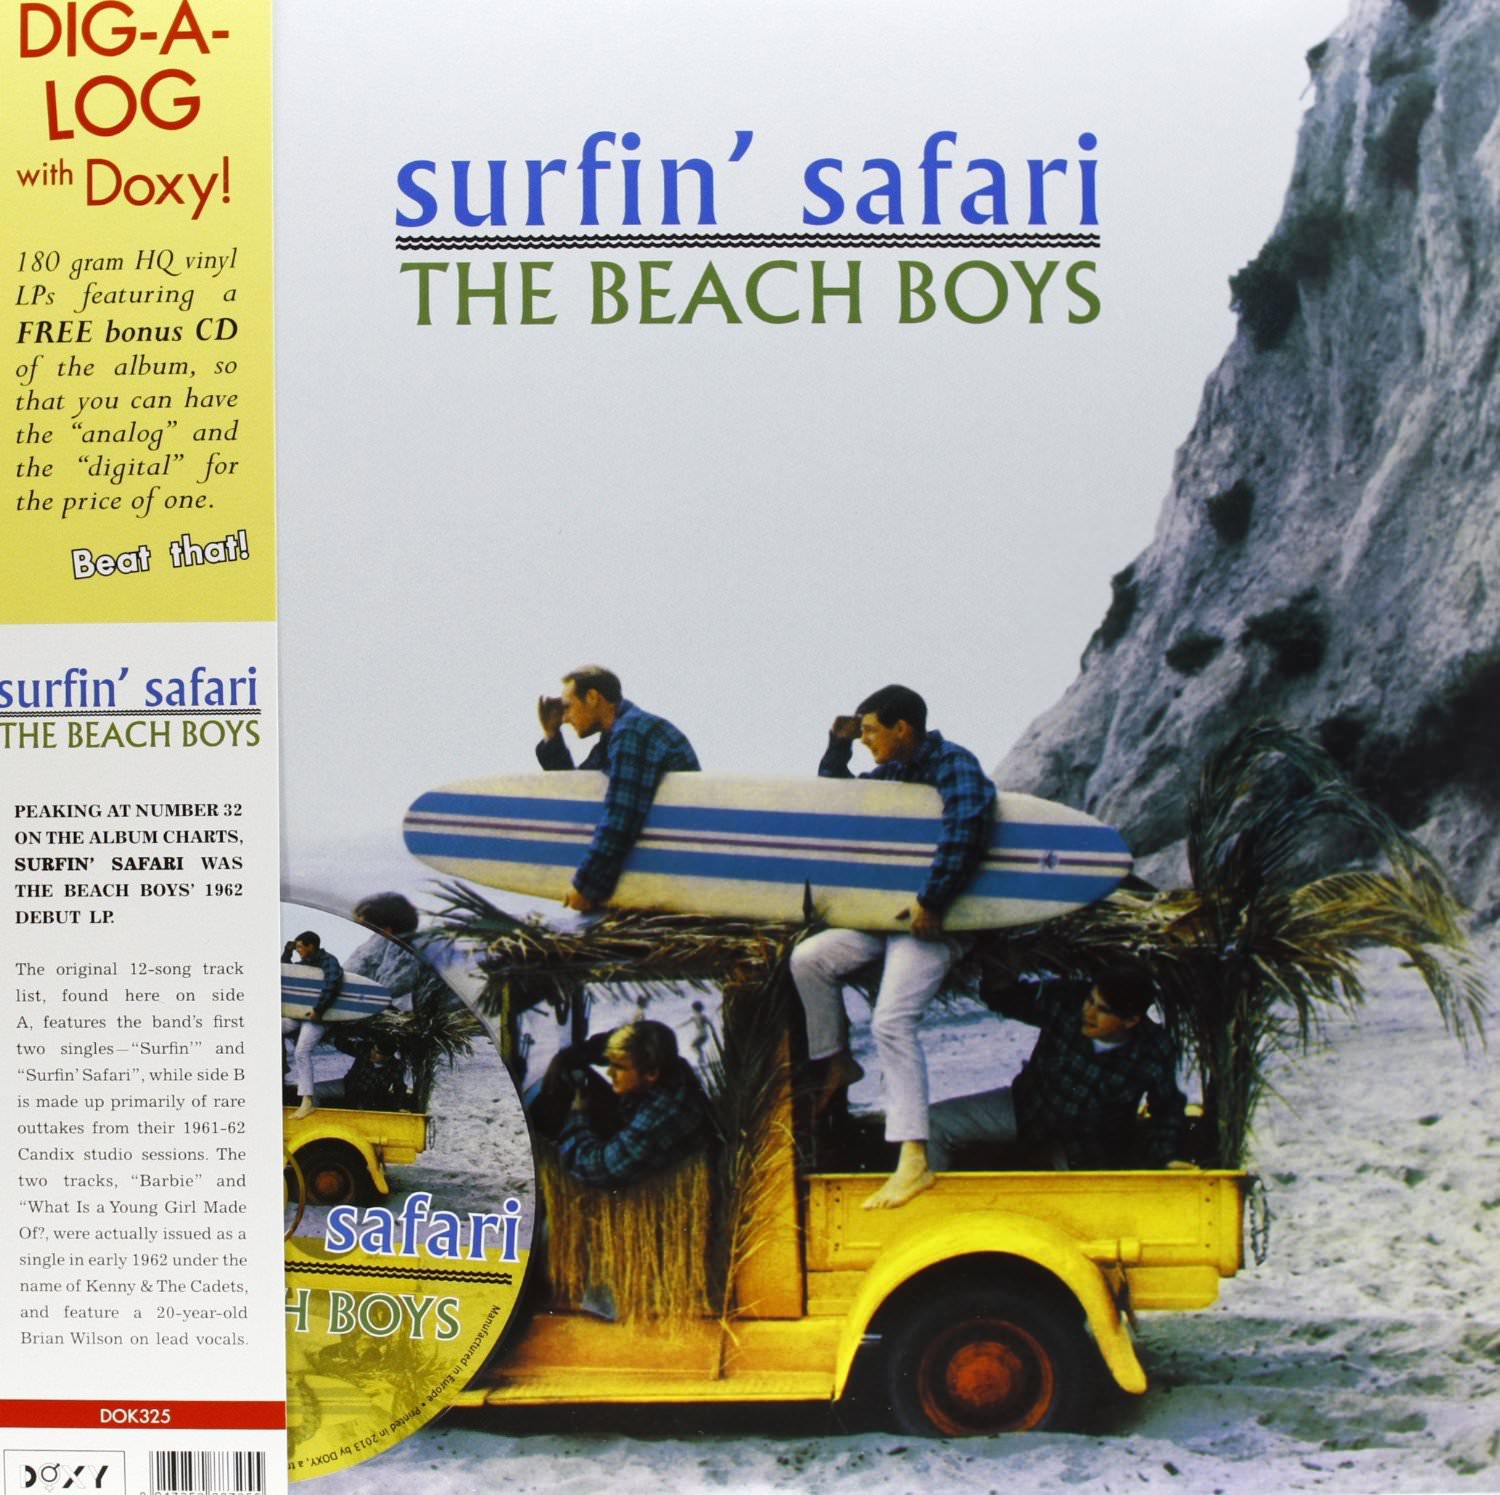 DIG-A-
LOG
with Doxy!
180 gram HQ vinyl
LPs featuring a
FREE bonus CD
of the album, so
that you can have
the “analog” and
the “digital” for
the price of one.
Beat that!
surfin’ safari
THE BEACH BOYS
PEAKING AT NUMBER 32
ON THE ALBUM CHARTS,
SURFIN’ SAFARI WAS
THE BEACH BOYS’ 1962
DEBUT LP.
The original 12-song track
list, found here on side
A, features the band’s first
two singles—“Surfin’” and
“Surfin’ Safari”, while side B
is made up primarily of rare
outtakes from their 1961-62
Candix studio sessions. The
two tracks, “Barbie” and
“What Is a Young Girl Made
Of?, were actually issued as a
single in early 1962 under the
name of Kenny & The Cadets,
and feature a 20-year-old
Brian Wilson on lead vocals.
DOK325
DOXY
surfin’ safari
THE BEACH BOYS
safari
H BOYS
Manufactured in Europe • Printed in 2013 by DOXY, a